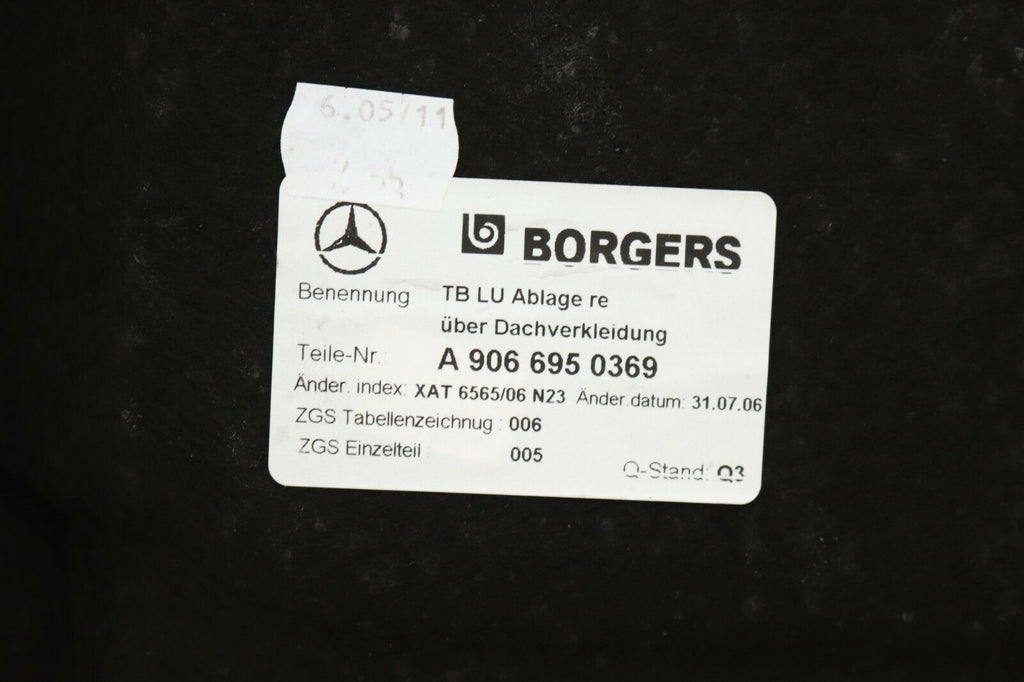 6.05/11
BORGERS
Benennung TB LU Ablage re
über Dachverkleidung
Teile-Nr. A 906 695 0369
Änder. index: XAT 6565/06 N23 Änder.datum: 31.07.06
ZGS Tabellenzeichnug : 006
ZGS Einzelteil : 005
Q-Stand: Q3